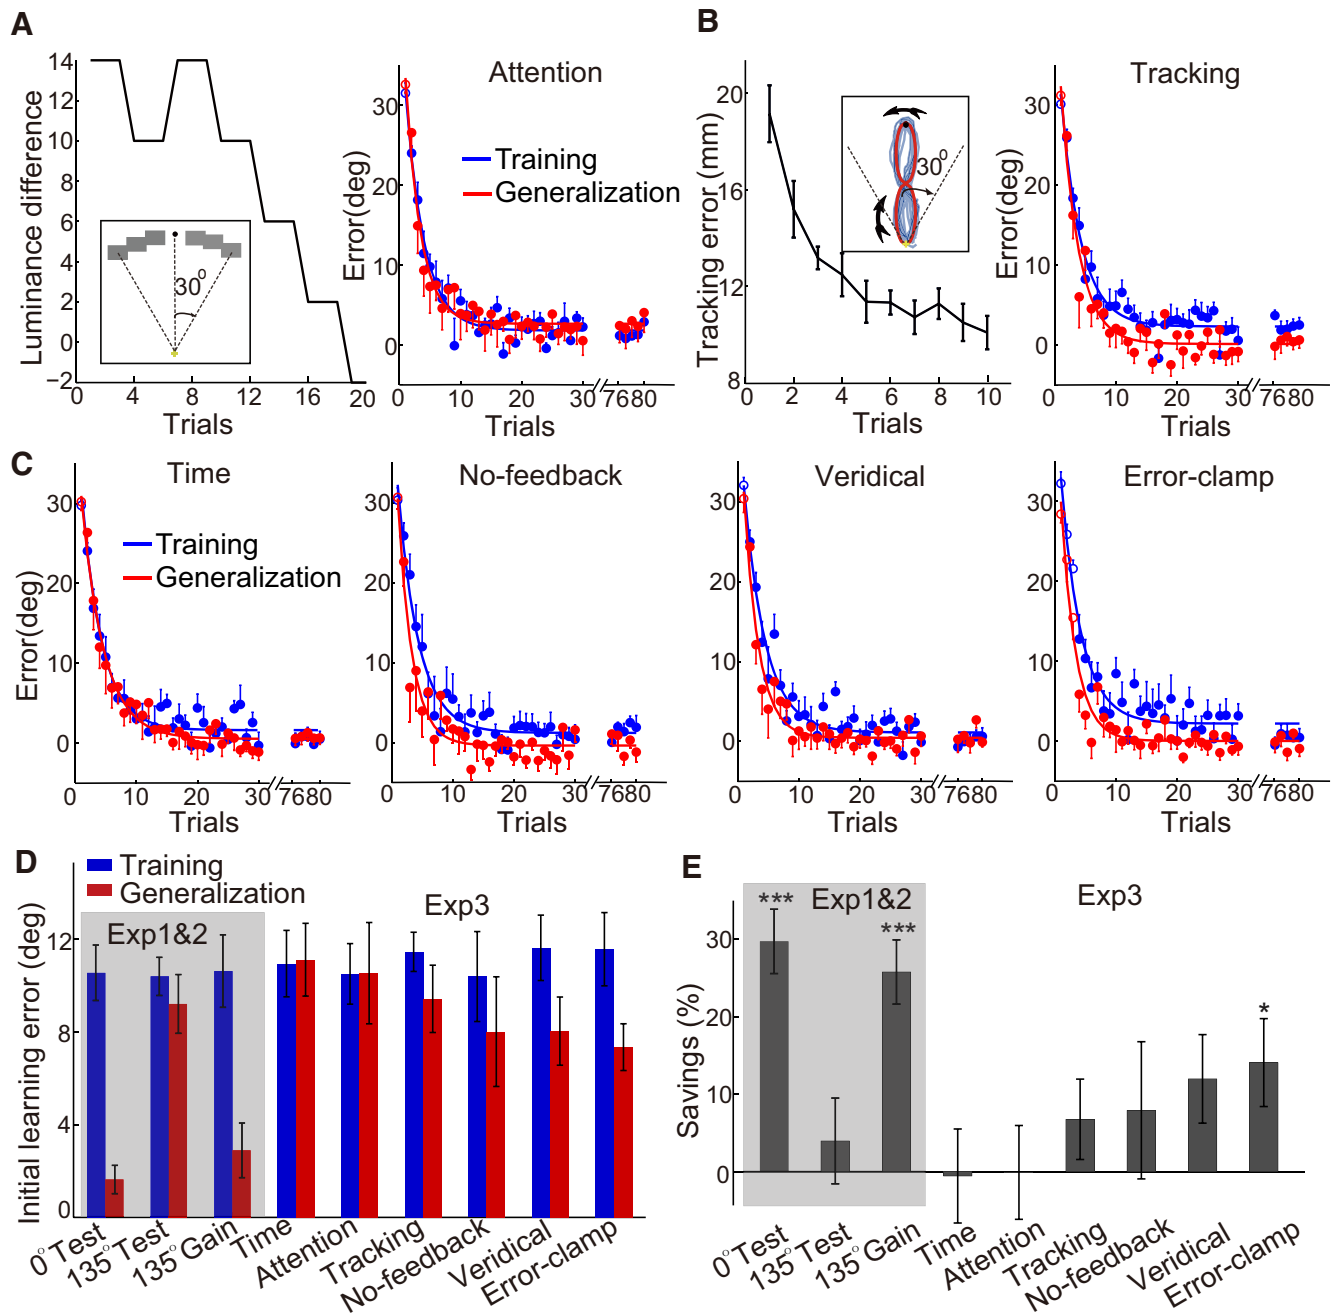 A
B
14
12
10
8
6
4
2
0
−2
Luminance difference
30°
0
4
8
12
16
20
Trials
Attention
Training
Generalization
30
20
10
0
Error(deg)
0
10
20
30
7680
Trials
20
16
12
8
Tracking error (mm)
30°
0
2
4
6
8
10
Trials
Tracking
30
20
10
0
Error(deg)
0
10
20
30
7680
Trials
C
Time
Training
Generalization
30
20
10
0
Error(deg)
0
10
20
30
7680
Trials
No-feedback
30
20
10
0
0
10
20
30
7680
Trials
Veridical
30
20
10
0
0
10
20
30
7680
Trials
Error-clamp
30
20
10
0
0
10
20
30
7680
Trials
D
Training
Generalization
Exp1&2
Exp3
12
8
4
0
Initial learning error (deg)
0° Test
135° Test
135° Gain
Time
Attention
Tracking
No-feedback
Veridical
Error-clamp
E
***
Exp1&2
***
Exp3
*
30
20
10
0
Savings (%)
0° Test
135° Test
135° Gain
Time
Attention
Tracking
No-feedback
Veridical
Error-clamp